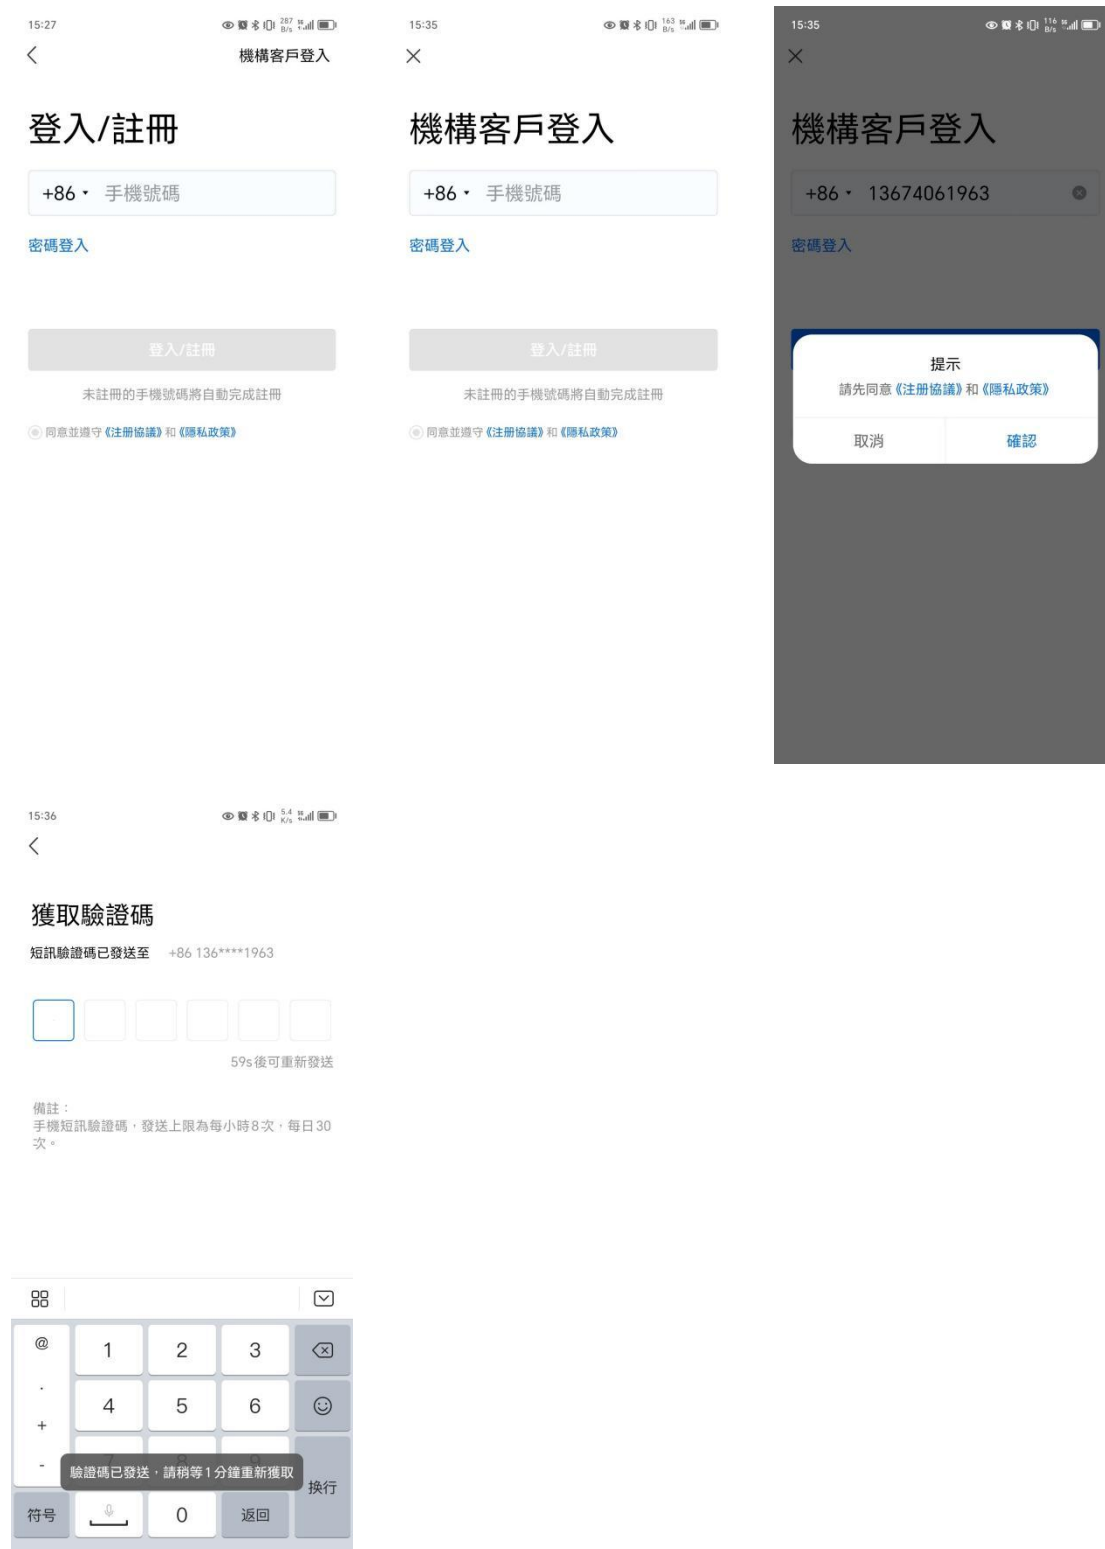 15:27
287 B/s
機構客戶登入
登入/註冊
+86 手機號碼
密碼登入
登入/註冊
未註冊的手機號碼將自動完成註冊
同意並遵守《注册協議》和《隱私政策》
15:35
163 B/s
機構客戶登入
+86 手機號碼
密碼登入
登入/註冊
未註冊的手機號碼將自動完成註冊
同意並遵守《注册協議》和《隱私政策》
15:35
116 B/s
機構客戶登入
+86 13674061963
密碼登入
提示
請先同意《注册協議》和《隱私政策》
取消 確認
15:36
5.4 K/s
獲取驗證碼
短訊驗證碼已發送至 +86 136****1963
59s後可重新發送
備註：
手機短訊驗證碼，發送上限為每小時8次，每日30
次。
@ 1 2 3
. 4 5 6
+
-
驗證碼已發送，請稍等1分鐘重新獲取
换行
符号 0 返回